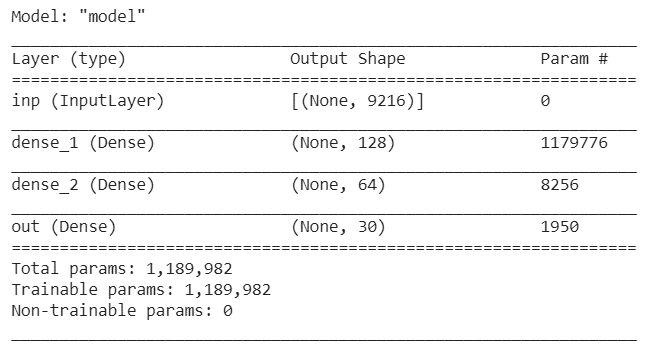 Model: "model"
_________________________________________________________________
Layer (type)                 Output Shape              Param #
=================================================================
inp (InputLayer)             [(None, 9216)]            0
_________________________________________________________________
dense_1 (Dense)              (None, 128)               1179776
_________________________________________________________________
dense_2 (Dense)              (None, 64)                8256
_________________________________________________________________
out (Dense)                  (None, 30)                1950
=================================================================
Total params: 1,189,982
Trainable params: 1,189,982
Non-trainable params: 0
_________________________________________________________________